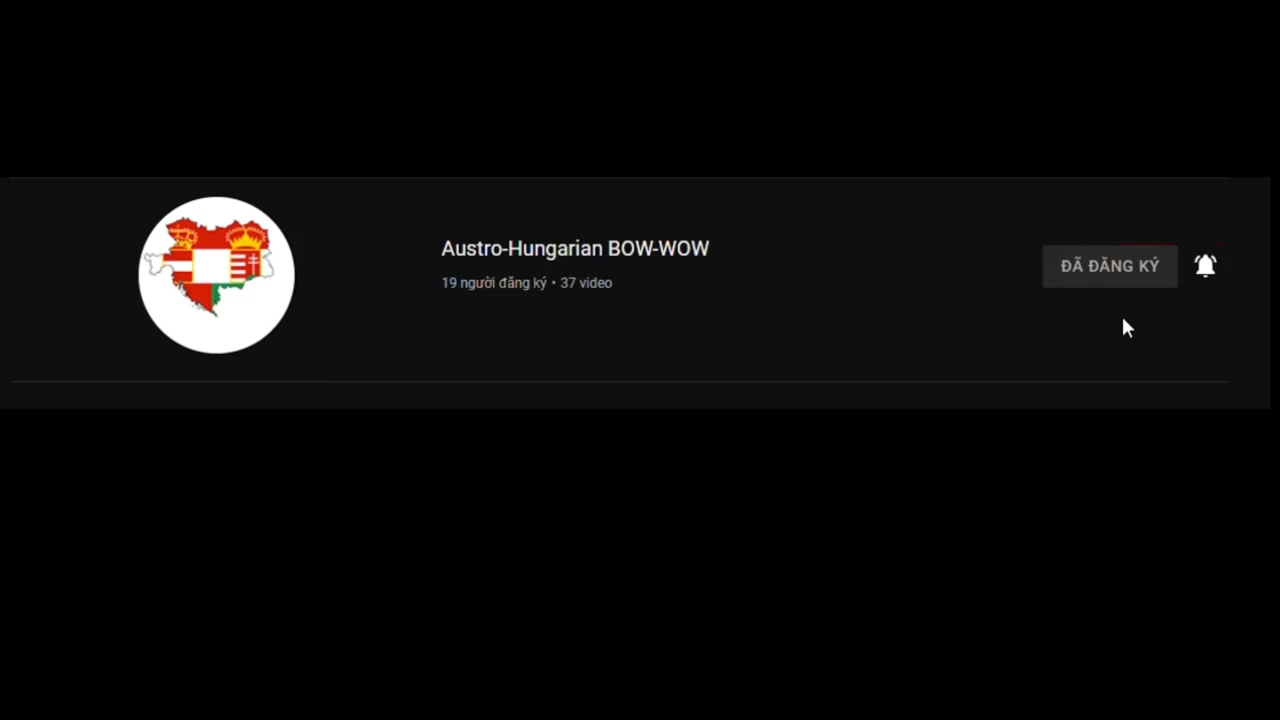 Austro-Hungarian BOW-WOW
19 người đăng ký • 37 video
ĐÃ ĐĂNG KÝ